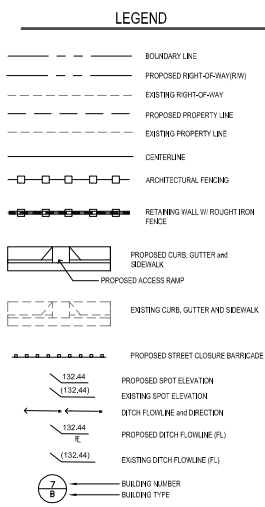 LEGEND
BOUNDARY LINE
PROPOSED RIGHT-OF-WAY(R/W)
EXISTING RIGHT-OF-WAY
PROPOSED PROPERTY LINE
EXISTING PROPERTY LINE
CENTERLINE
ARCHITECTURAL FENCING
RETAINING WALL W/ ROUGHT IRON
FENCE
PROPOSED CURB, GUTTER and
SIDEWALK
PROPOSED ACCESS RAMP
EXISTING CURB, GUTTER AND SIDEWALK
PROPOSED STREET CLOSURE BARRICADE
132.44 PROPOSED SPOT ELEVATION
(132.44) EXISTING SPOT ELEVATION
DITCH FLOWLINE and DIRECTION
132.44
FL PROPOSED DITCH FLOWLINE (FL)
(132.44) EXISTING DITCH FLOWLINE (FL)
7 BUILDING NUMBER
B BUILDING TYPE